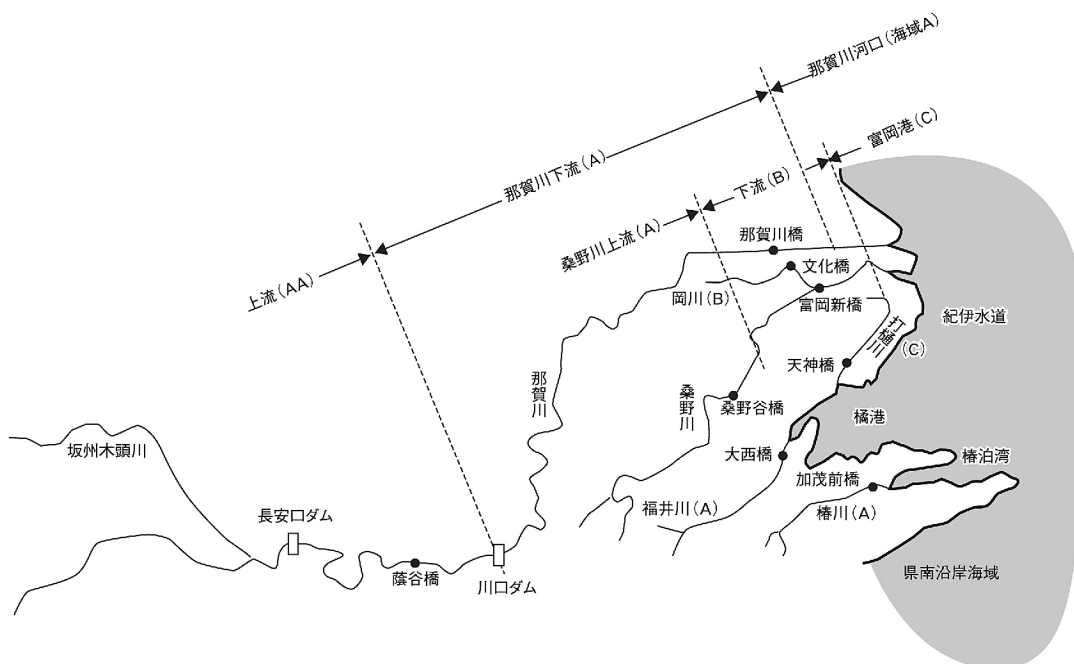 那賀川河口(海域A)
富岡港(C)
那賀川下流(A)
下流(B)
桑野川上流(A)
上流(AA)
那賀川橋
文化橋
岡川(B)
富岡新橋
紀伊水道
打樋川
(C)
天神橋
那賀川
桑野川
桑野谷橋
橘港
坂州木頭川
大西橋
椿泊湾
加茂前橋
福井川(A)
椿川(A)
長安口ダム
蔭谷橋
川口ダム
県南沿岸海域